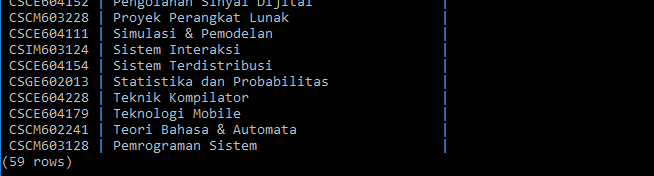 CSCE604152 | Pengolahan Sinyal Dijital |
CSCM603228 | Proyek Perangkat Lunak |
CSCE604111 | Simulasi & Pemodelan |
CSIM603124 | Sistem Interaksi |
CSCE604154 | Sistem Terdistribusi |
CSGE602013 | Statistika dan Probabilitas |
CSCE604228 | Teknik Kompilator |
CSCE604179 | Teknologi Mobile |
CSCM602241 | Teori Bahasa & Automata |
CSCM603128 | Pemrograman Sistem |
(59 rows)